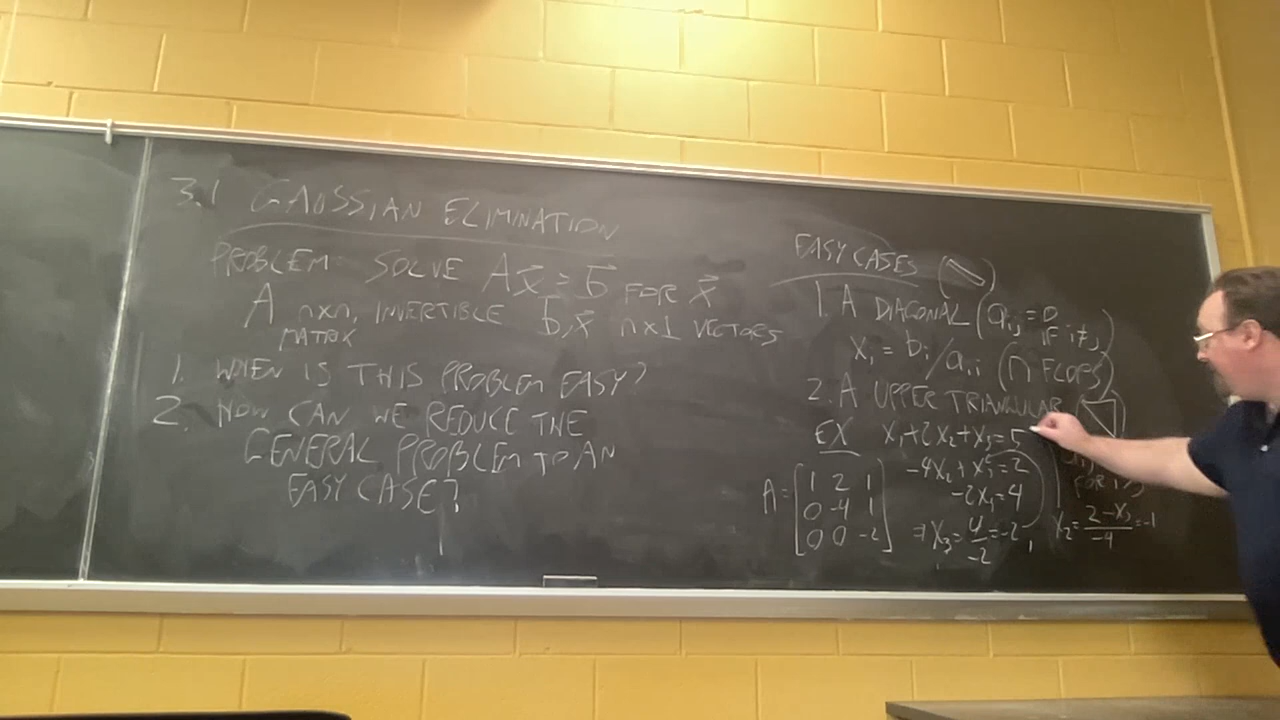 3.1 GAUSSIAN ELIMINATION
PROBLEM: SOLVE Ax⃗ = b⃗ FOR x⃗
A n×n, INVERTIBLE MATRIX b⃗, x⃗ n×1 VECTORS
1. WHEN IS THIS PROBLEM EASY?
2. HOW CAN WE REDUCE THE
GENERAL PROBLEM TO AN
EASY CASE?
EASY CASES
1. A DIAGONAL (aᵢⱼ = 0 IF i≠j)
xᵢ = bᵢ/aᵢᵢ (n FLOPS)
2. A UPPER TRIANGULAR
FOR i>j
EX x₁+2x₂+x₃=5
-4x₂+x₃=2
-2x₃=4
A = [1 2 1
0 -4 1
0 0 -2]
⇒ x₃ = 4/-2 = -2,
x₂ = 2-x₃/-4 = -1